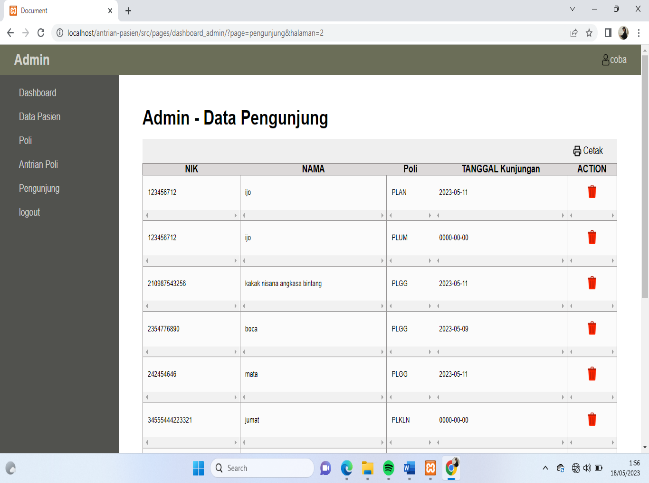 Document
localhost/antrian-pasien/src/pages/dashboard_admin/?page=pengunjung&halaman=2
Admin
coba
Dashboard
Data Pasien
Poli
Antrian Poli
Pengunjung
logout
Admin - Data Pengunjung
Cetak
NIK NAMA Poli TANGGAL Kunjungan ACTION
123456712 ijo PLAN 2023-05-11
123456712 ijo PLUM 0000-00-00
210987543256 kakak nisana angkasa bintang PLGG 2023-05-11
2354776890 boca PLGG 2023-05-09
242454646 mata PLGG 2023-05-11
34555444223321 jumat PLKLN 0000-00-00
Search
1:56
18/05/2023